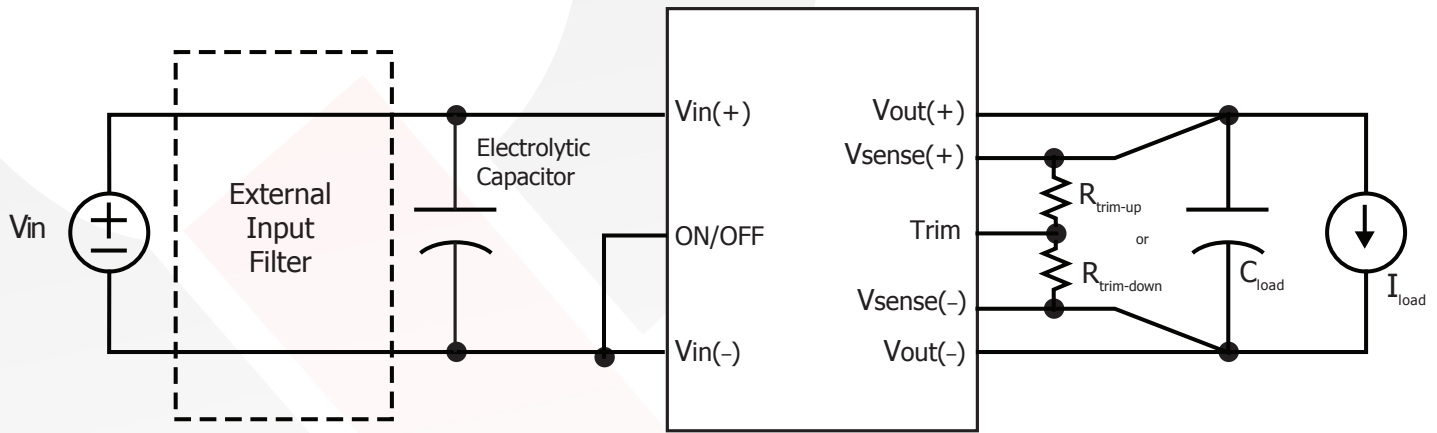 Vin
External
Input
Filter
Electrolytic
Capacitor
Vin(+)
ON/OFF
Vin(−)
Vout(+)
Vsense(+)
Trim
Vsense(−)
Vout(−)
Rtrim-up
or
Rtrim-down
Cload
Iload